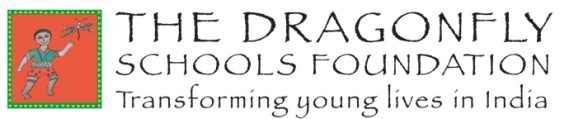 THE DRAGONFLY
SCHOOLS FOUNDATION
Transforming young lives in India